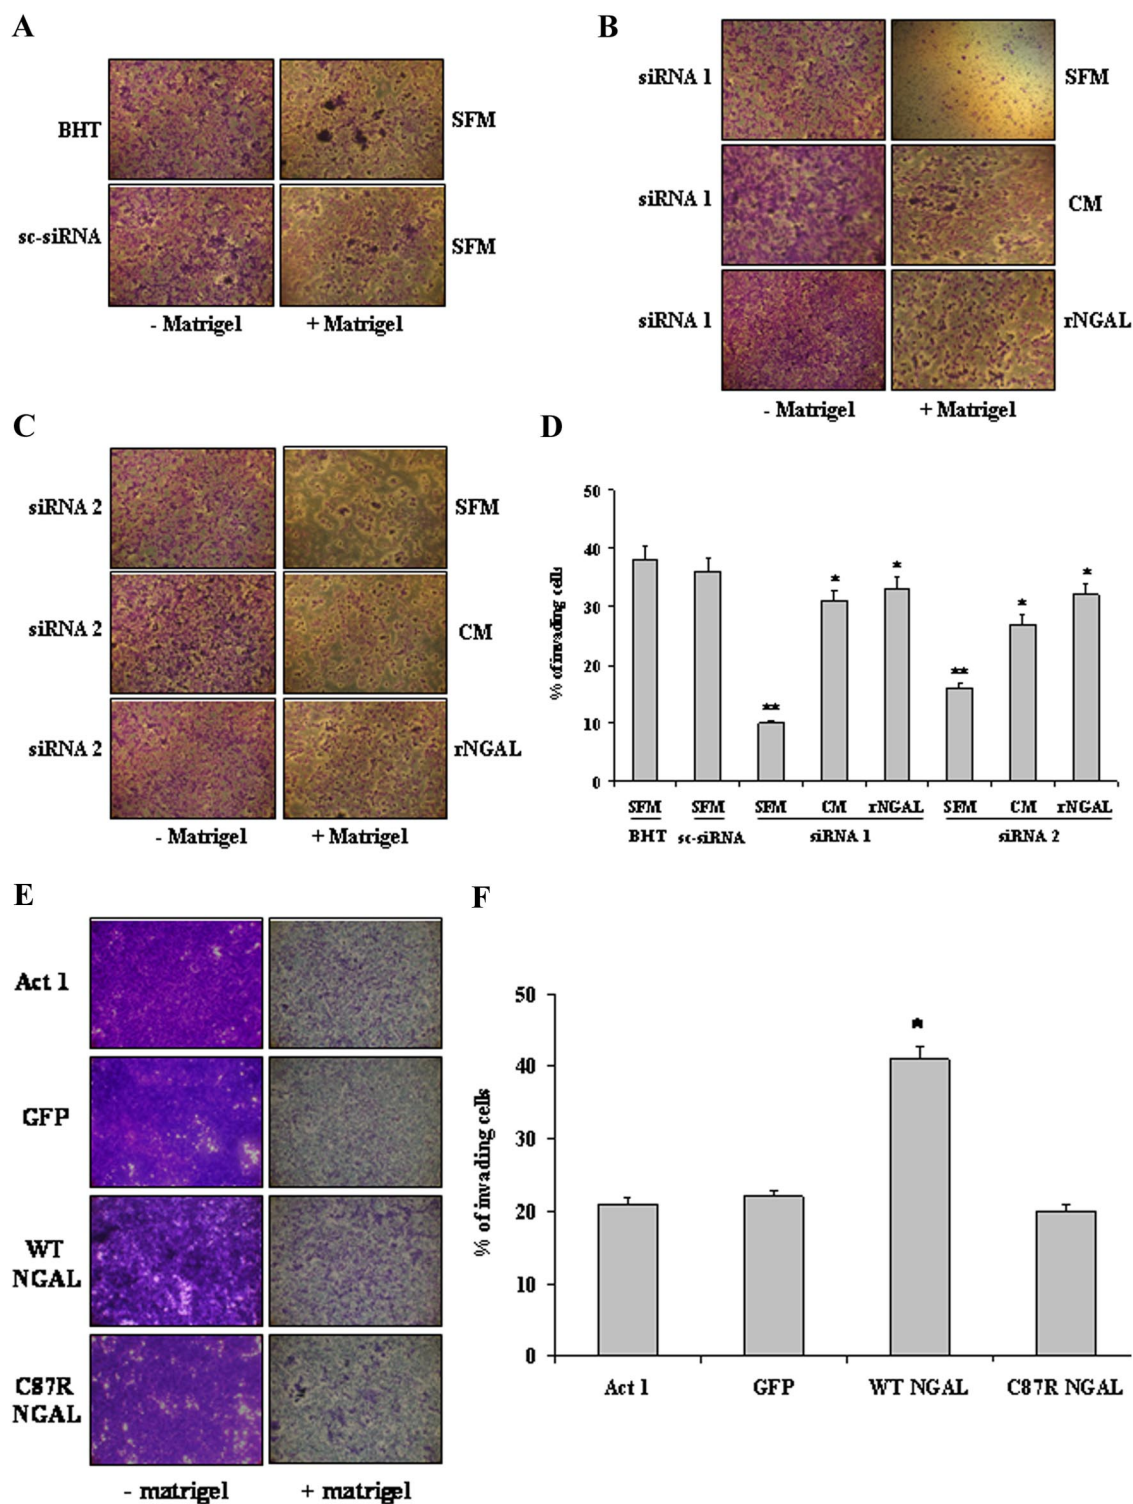 A
BHT
SFM
sc-siRNA
SFM
- Matrigel
+ Matrigel
B
siRNA 1
SFM
siRNA 1
CM
siRNA 1
rNGAL
- Matrigel
+ Matrigel
C
siRNA 2
SFM
siRNA 2
CM
siRNA 2
rNGAL
- Matrigel
+ Matrigel
D
% of invading cells
50
40
30
20
10
0
** * * ** * *
SFM SFM SFM CM rNGAL SFM CM rNGAL
BHT sc-siRNA siRNA 1 siRNA 2
E
Act 1
GFP
WT
NGAL
C87R
NGAL
- matrigel
+ matrigel
F
% of invading cells
50
40
30
20
10
0
*
Act 1 GFP WT NGAL C87R NGAL